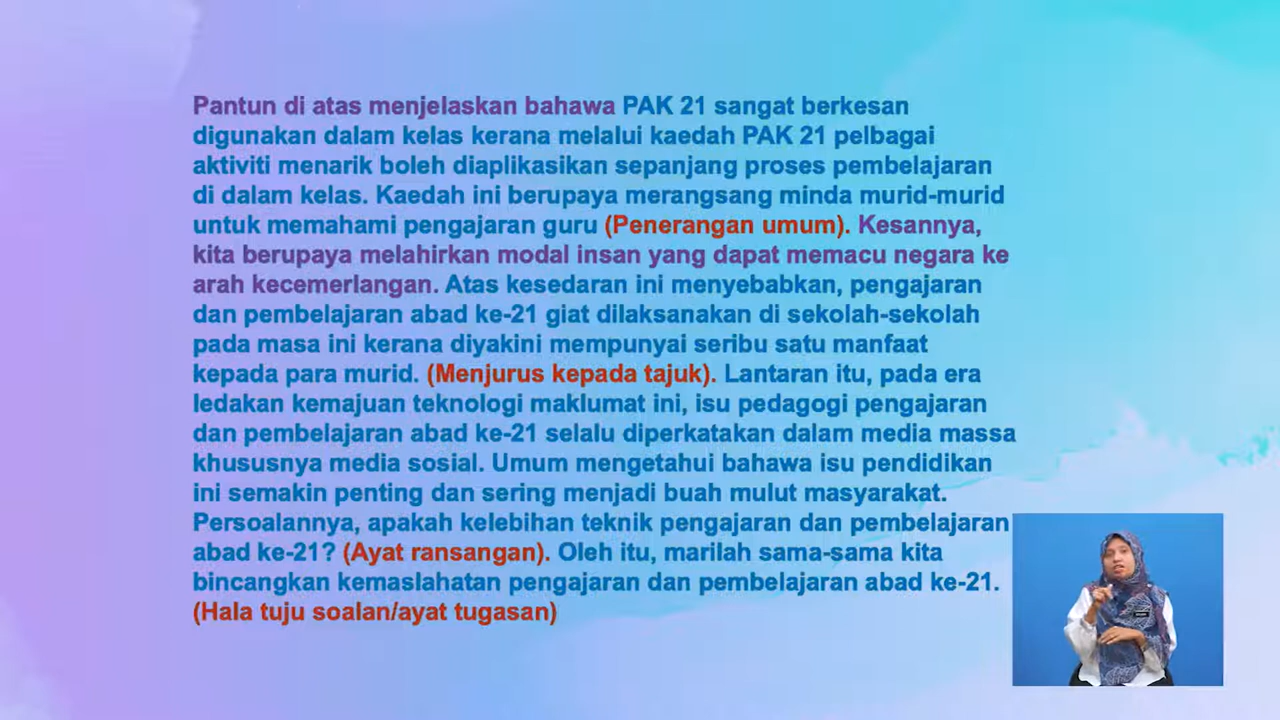 Pantun di atas menjelaskan bahawa PAK 21 sangat berkesan
digunakan dalam kelas kerana melalui kaedah PAK 21 pelbagai
aktiviti menarik boleh diaplikasikan sepanjang proses pembelajaran
di dalam kelas. Kaedah ini berupaya merangsang minda murid-murid
untuk memahami pengajaran guru (Penerangan umum). Kesannya,
kita berupaya melahirkan modal insan yang dapat memacu negara ke
arah kecemerlangan. Atas kesedaran ini menyebabkan, pengajaran
dan pembelajaran abad ke-21 giat dilaksanakan di sekolah-sekolah
pada masa ini kerana diyakini mempunyai seribu satu manfaat
kepada para murid. (Menjurus kepada tajuk). Lantaran itu, pada era
ledakan kemajuan teknologi maklumat ini, isu pedagogi pengajaran
dan pembelajaran abad ke-21 selalu diperkatakan dalam media massa
khususnya media sosial. Umum mengetahui bahawa isu pendidikan
ini semakin penting dan sering menjadi buah mulut masyarakat.
Persoalannya, apakah kelebihan teknik pengajaran dan pembelajaran
abad ke-21? (Ayat ransangan). Oleh itu, marilah sama-sama kita
bincangkan kemaslahatan pengajaran dan pembelajaran abad ke-21.
(Hala tuju soalan/ayat tugasan)